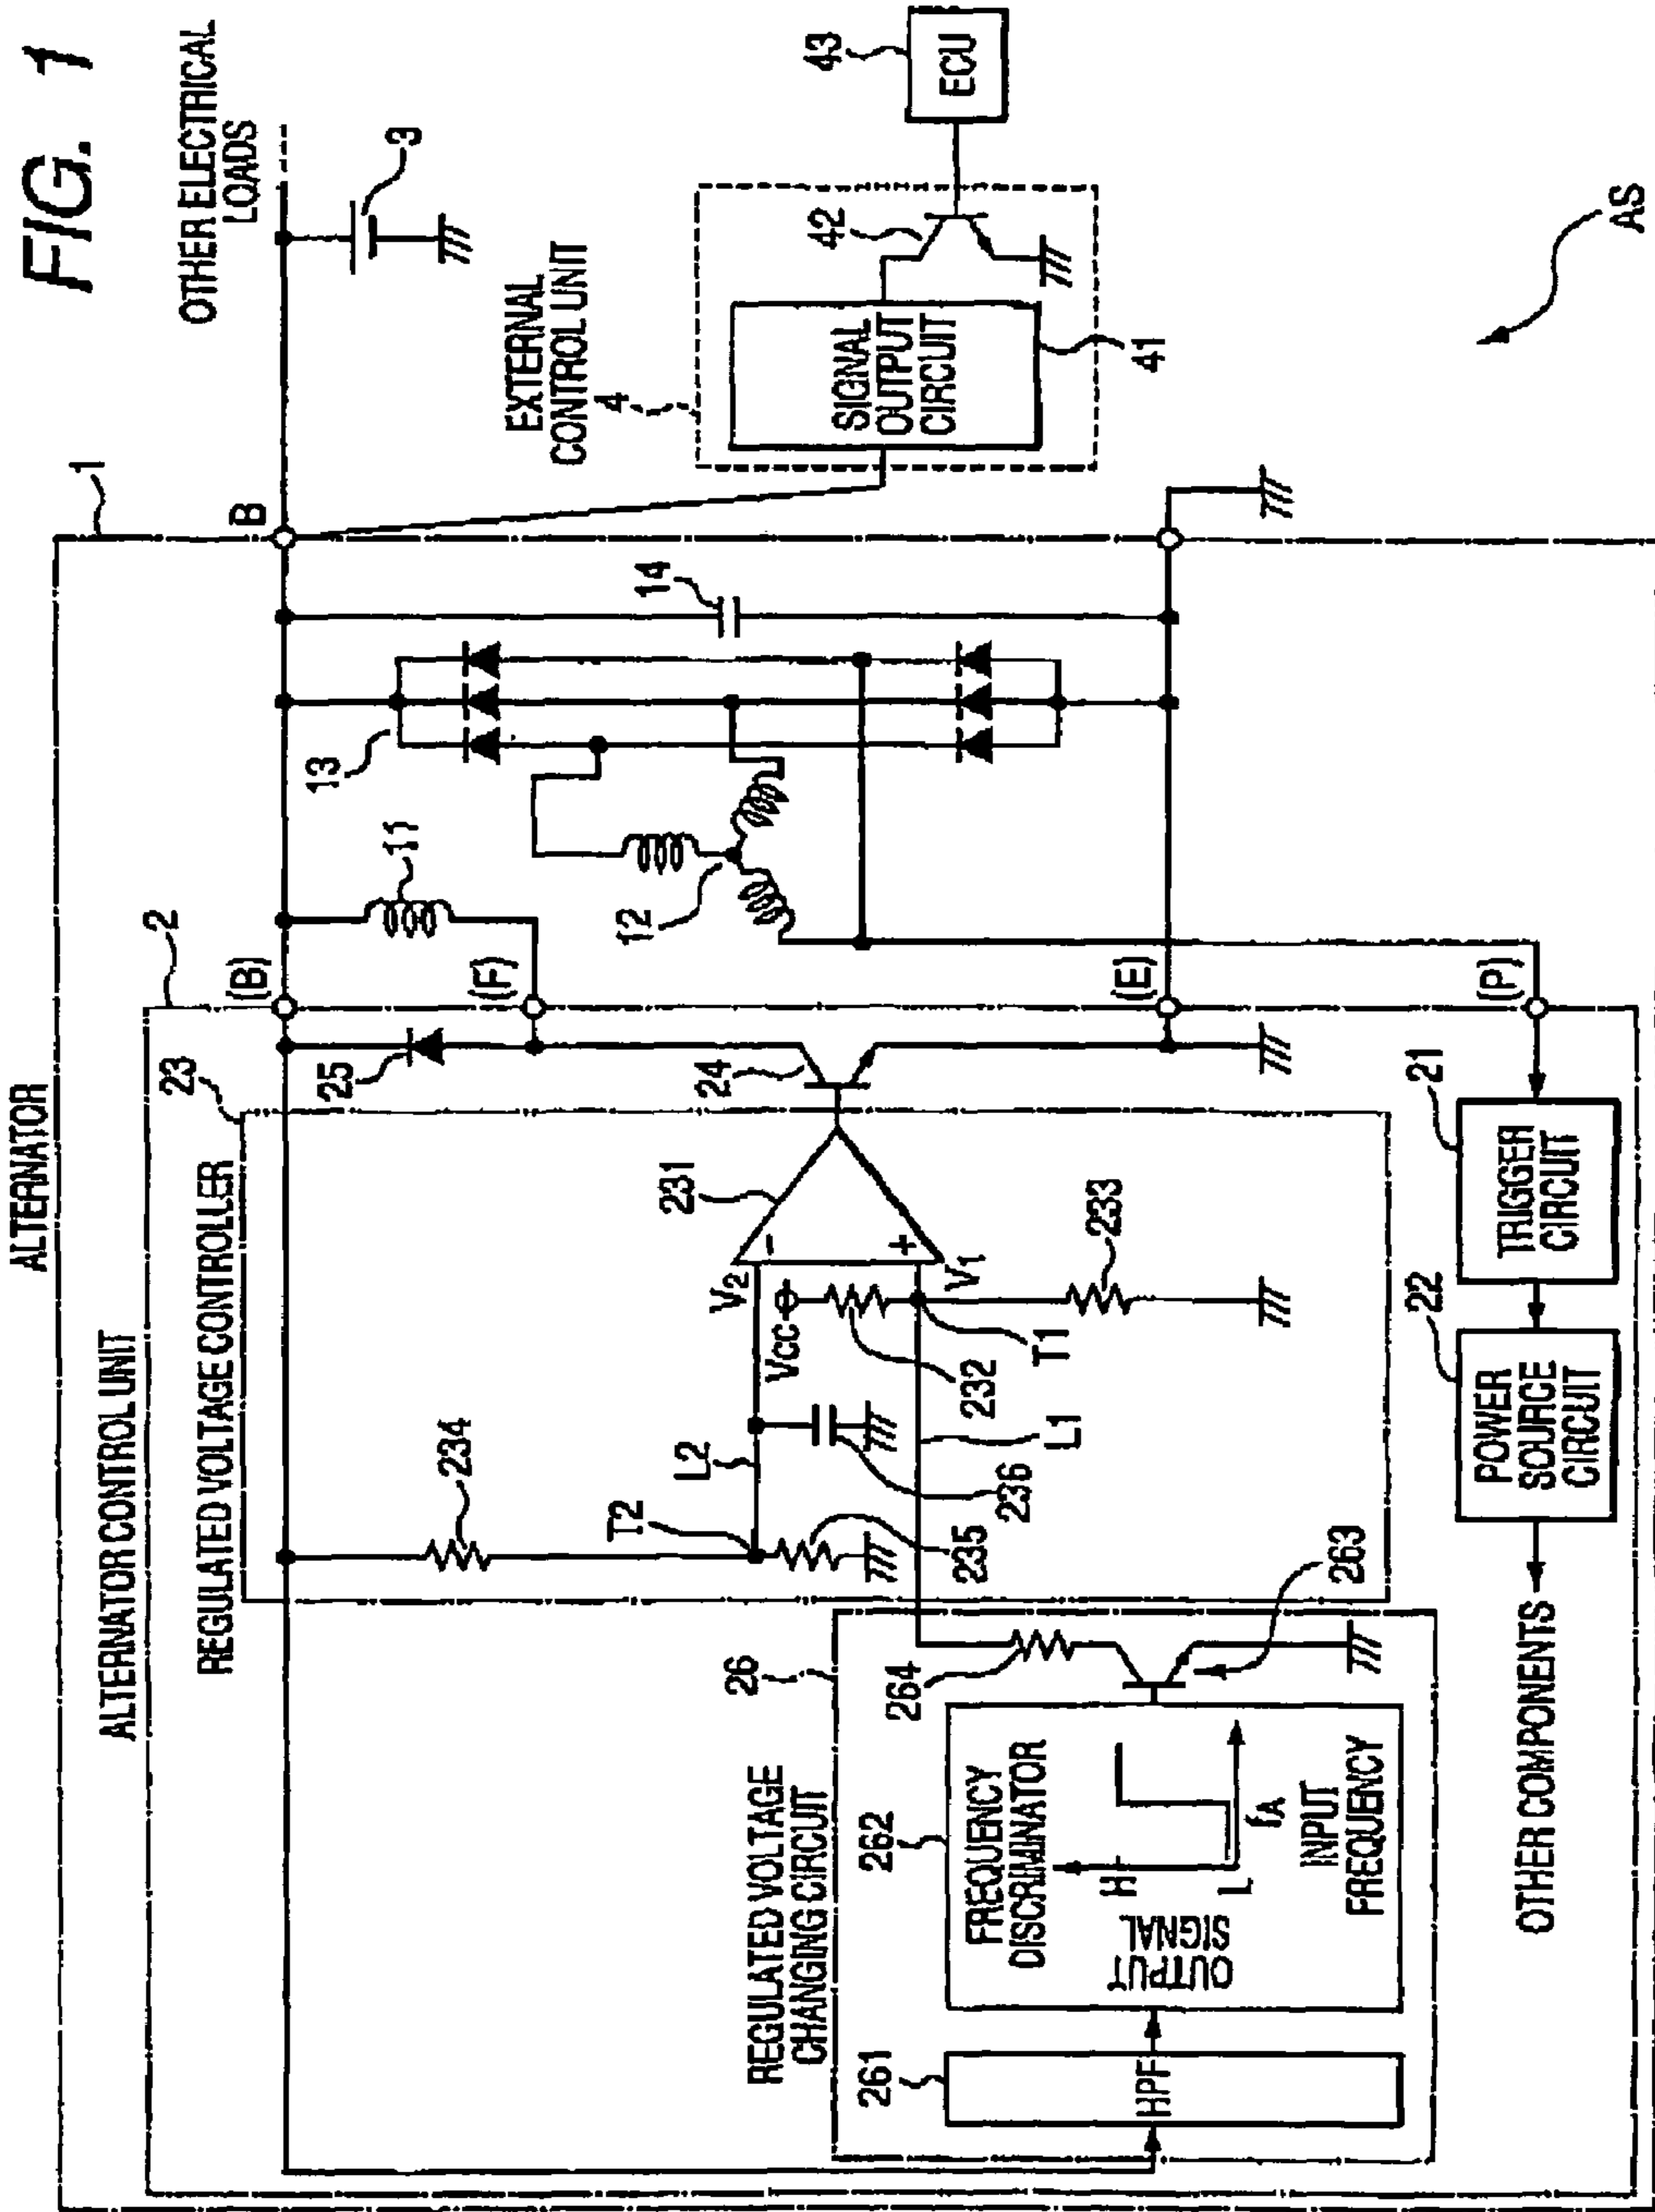 FIG. 1
ALTERNATOR
1
ALTERNATOR CONTROL UNIT
2
REGULATED VOLTAGE CONTROLLER
23
OTHER ELECTRICAL
LOADS
3
B
(B)
(F)
(E)
(P)
11
12
13
14
EXTERNAL
CONTROL UNIT
4
SIGNAL
OUTPUT
CIRCUIT
41
42
43
ECU
AS
25
24
231
V2
V1
-
+
Vcc
232
233
T1
L1
L2
T2
234
235
236
REGULATED VOLTAGE
CHANGING CIRCUIT
26
261
HPF
262
FREQUENCY
DISCRIMINATOR
OUTPUT
SIGNAL
H
L
fA
INPUT
FREQUENCY
263
264
21
TRIGGER
CIRCUIT
22
POWER
SOURCE
CIRCUIT
OTHER COMPONENTS